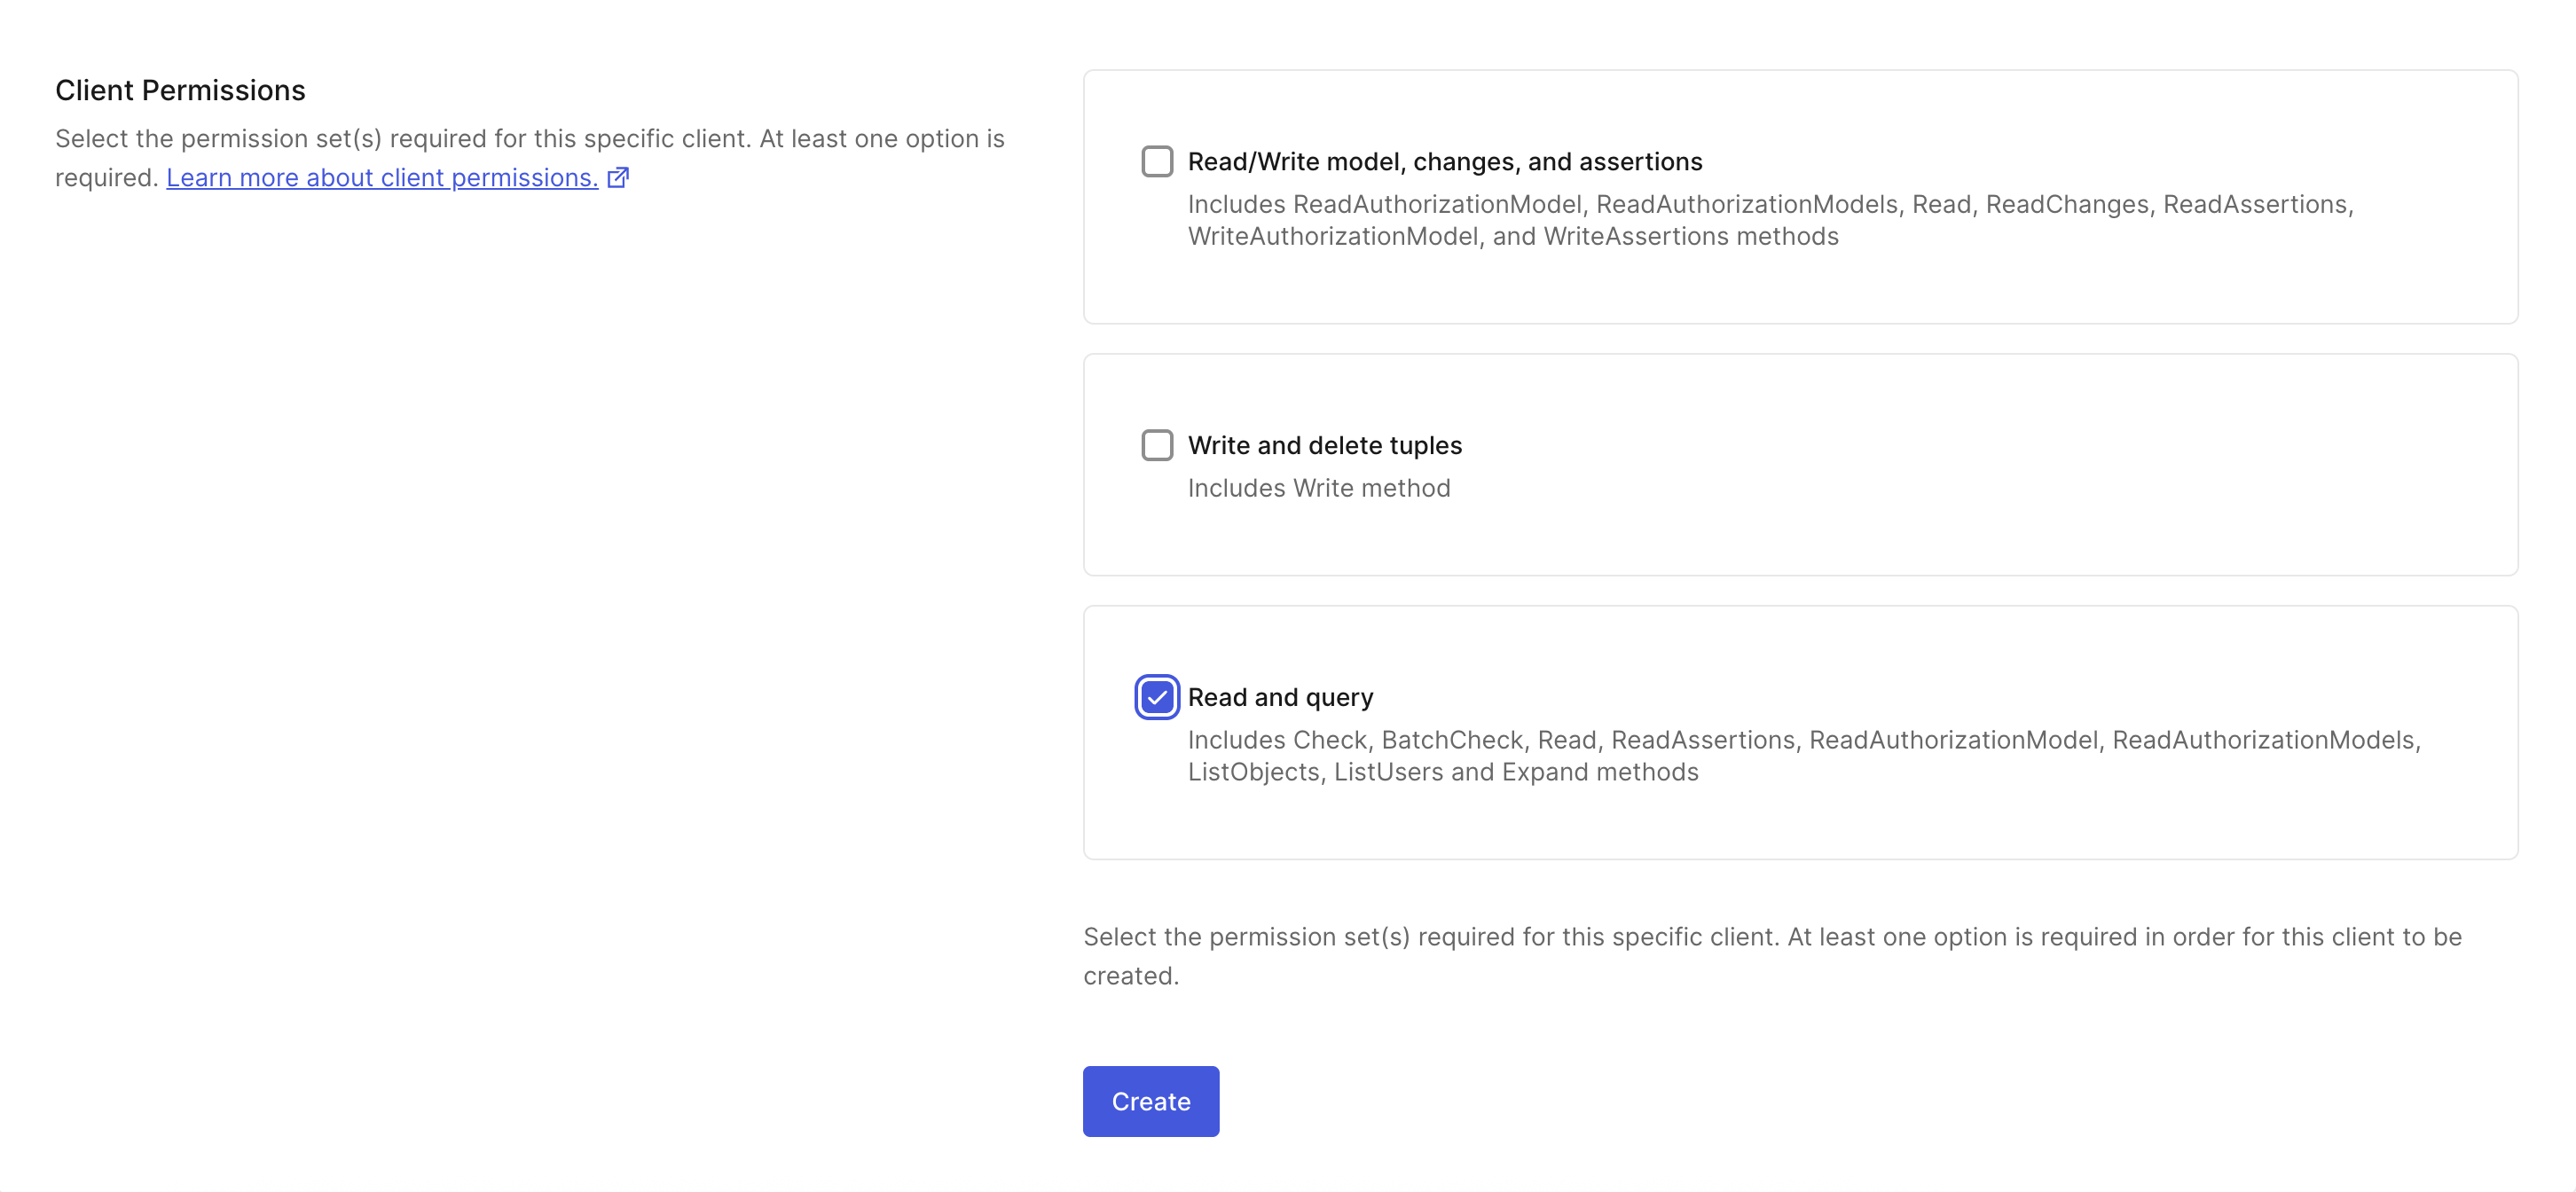 Client Permissions
Select the permission set(s) required for this specific client. At least one option is
required. Learn more about client permissions.
Read/Write model, changes, and assertions
Includes ReadAuthorizationModel, ReadAuthorizationModels, Read, ReadChanges, ReadAssertions,
WriteAuthorizationModel, and WriteAssertions methods
Write and delete tuples
Includes Write method
Read and query
Includes Check, BatchCheck, Read, ReadAssertions, ReadAuthorizationModel, ReadAuthorizationModels,
ListObjects, ListUsers and Expand methods
Select the permission set(s) required for this specific client. At least one option is required in order for this client to be
created.
Create